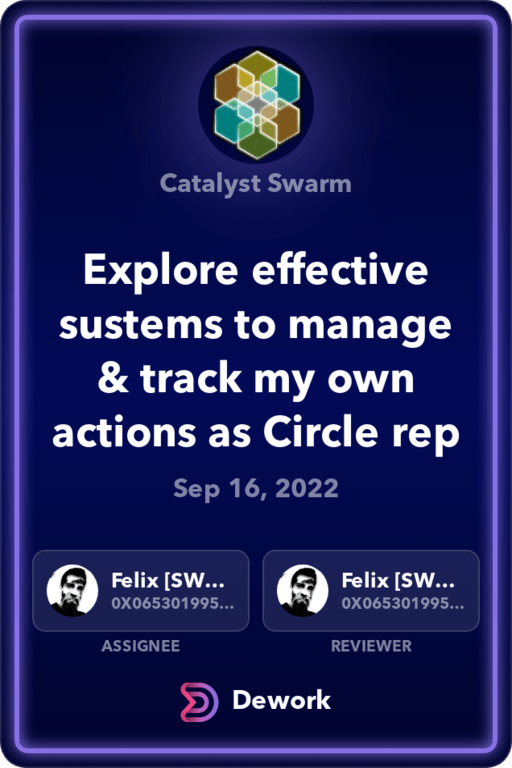 Catalyst Swarm
Explore effective
sustems to manage
& track my own
actions as Circle rep
Sep 16, 2022
Felix [SW...
0X065301995...
ASSIGNEE
Felix [SW...
0X065301995...
REVIEWER
Dework